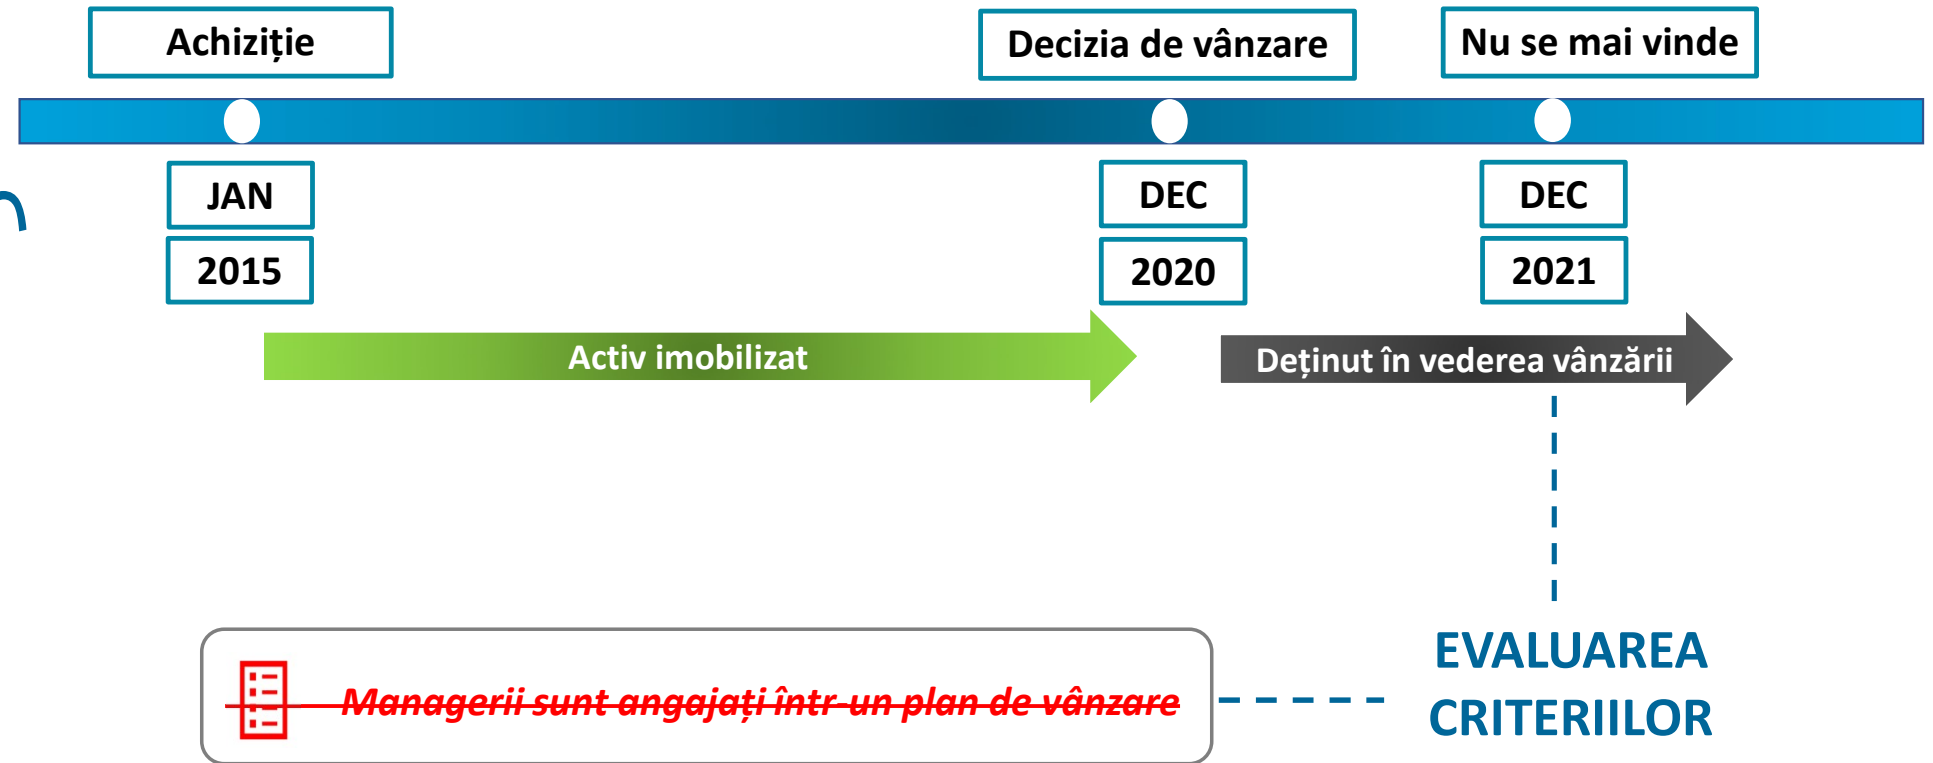 Achiziție
Decizia de vânzare
Nu se mai vinde
JAN
DEC
DEC
2015
2020
2021
Activ imobilizat
Deținut în vederea vânzării
EVALUAREA
CRITERIILOR
Managerii sunt angajați într-un plan de vânzare